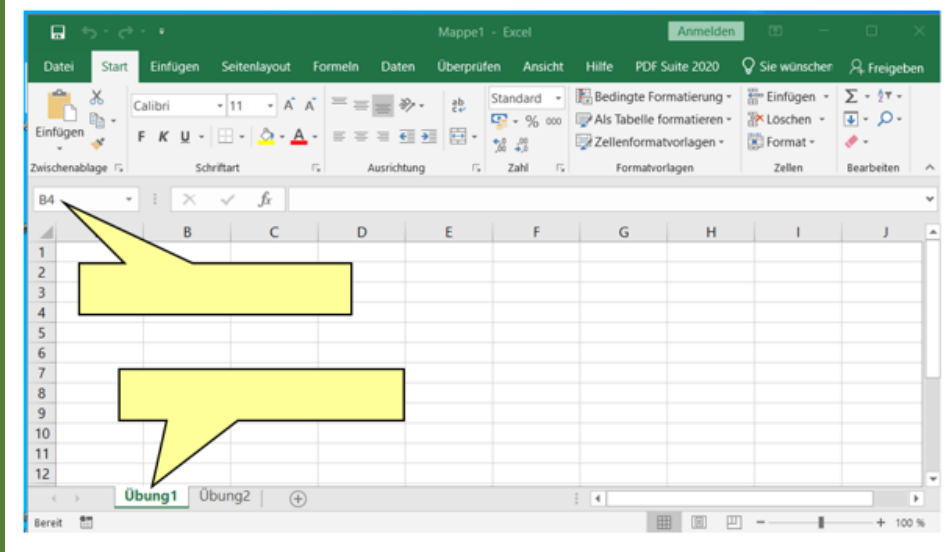 Mappe1 - Excel Anmelden
Datei Start Einfügen Seitenlayout Formeln Daten Überprüfen Ansicht Hilfe PDF Suite 2020 Sie wünschen Freigeben
Calibri 11 A A ab Standard Bedingte Formatierung Einfügen Σ
Einfügen F K U A % 000 Als Tabelle formatieren Löschen
Zellenformatvorlagen Format
Zwischenablage Schriftart Ausrichtung Zahl Formatvorlagen Zellen Bearbeiten
B4 fx
B C D E F G H I J
1
2
3
4
5
6
7
8
9
10
11
12
Übung1 Übung2
Bereit 100 %